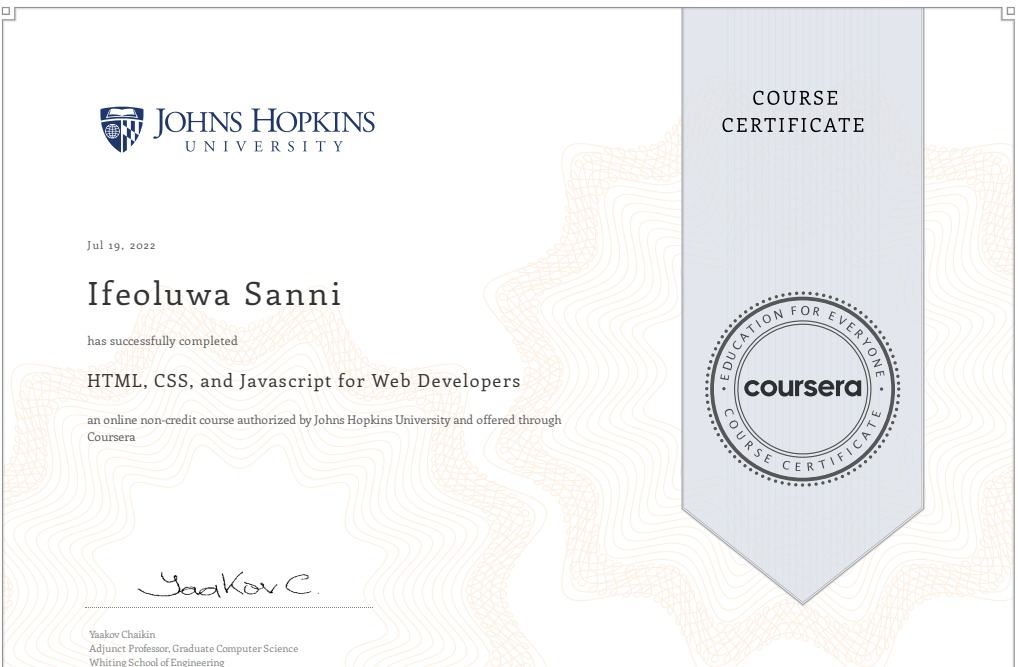 JOHNS HOPKINS
UNIVERSITY
COURSE
CERTIFICATE
Jul 19, 2022
Ifeoluwa Sanni
has successfully completed
HTML, CSS, and Javascript for Web Developers
an online non-credit course authorized by Johns Hopkins University and offered through
Coursera
EDUCATION FOR EVERYONE
coursera
COURSE CERTIFICATE
Yaakov C.
Yaakov Chaikin
Adjunct Professor, Graduate Computer Science
Whiting School of Engineering